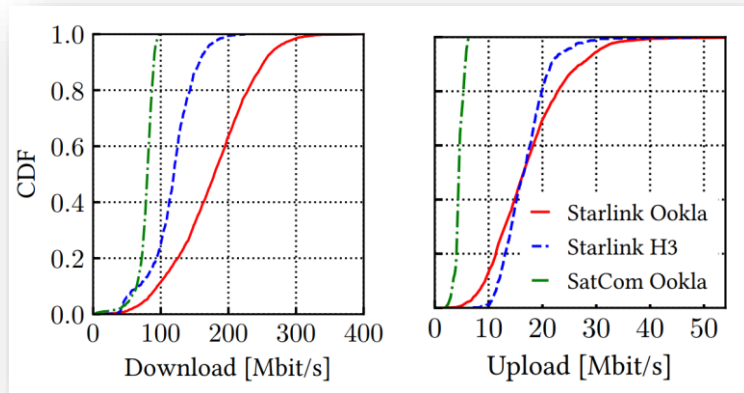 CDF
1.0
0.8
0.6
0.4
0.2
0.0
0 100 200 300 400
Download [Mbit/s]
Starlink Ookla
Starlink H3
SatCom Ookla
0 10 20 30 40 50
Upload [Mbit/s]